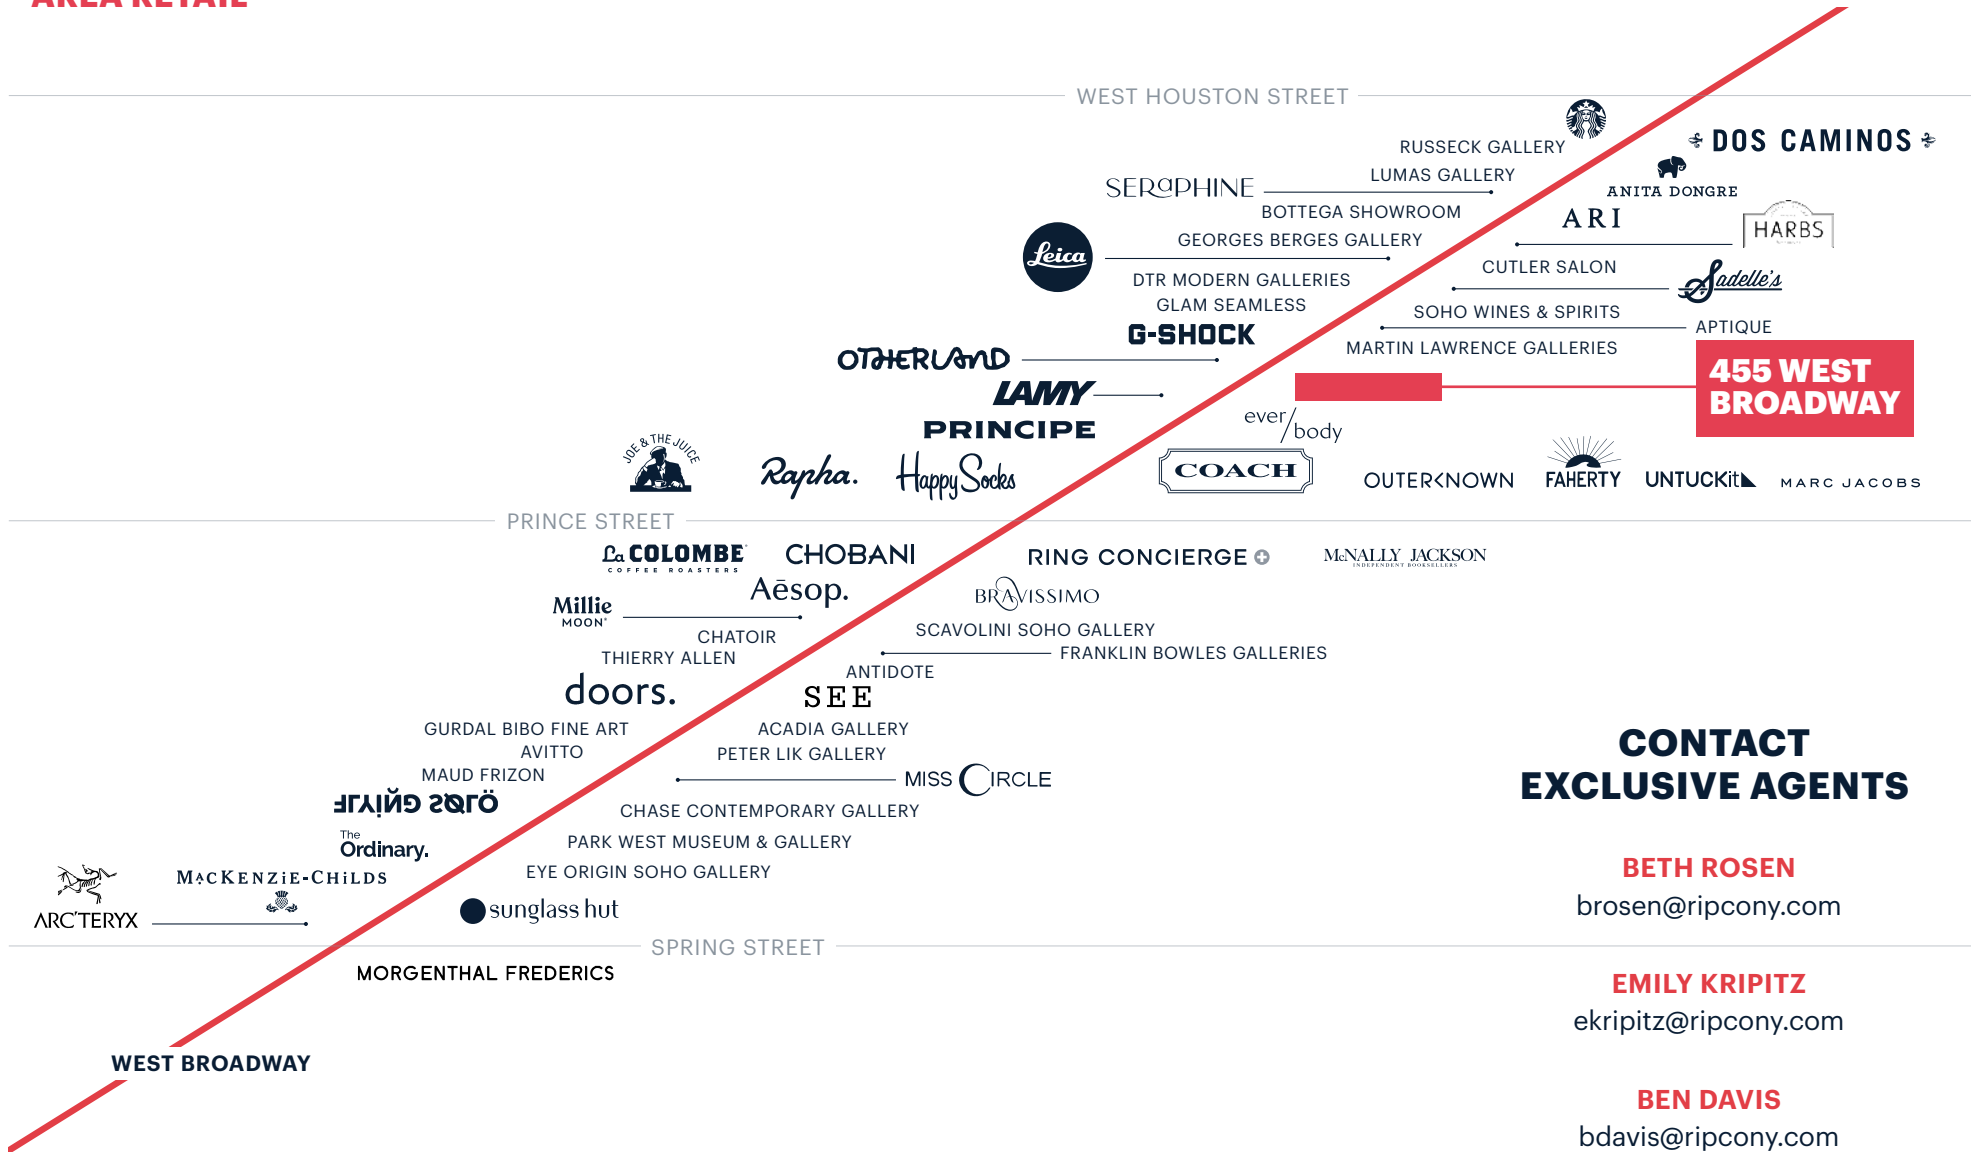 AREA RETAIL
WEST HOUSTON STREET
RUSSECK GALLERY
DOS CAMINOS
LUMAS GALLERY
SERaPHINE
ANITA DONGRE
BOTTEGA SHOWROOM
ARI
HARBS
GEORGES BERGES GALLERY
Leica
CUTLER SALON
DTR MODERN GALLERIES
Sadelle's
GLAM SEAMLESS
SOHO WINES & SPIRITS
G-SHOCK
APTIQUE
OTHERLAND
MARTIN LAWRENCE GALLERIES
455 WEST
BROADWAY
LAMY
PRINCIPE
ever/body
JOE & THE JUICE
Rapha.
Happy Socks
COACH
OUTERKNOWN
FAHERTY
UNTUCKit
MARC JACOBS
PRINCE STREET
La COLOMBE
COFFEE ROASTERS
CHOBANI
RING CONCIERGE
McNALLY JACKSON
INDEPENDENT BOOKSELLERS
Aēsop.
BRAVISSIMO
Millie
MOON
CHATOIR
SCAVOLINI SOHO GALLERY
THIERRY ALLEN
FRANKLIN BOWLES GALLERIES
ANTIDOTE
doors.
SEE
GURDAL BIBO FINE ART
ACADIA GALLERY
AVITTO
PETER LIK GALLERY
MAUD FRIZON
MISS CIRCLE
FLYING SOLO
CHASE CONTEMPORARY GALLERY
The
Ordinary.
PARK WEST MUSEUM & GALLERY
MACKENZiE-CHiLDS
EYE ORIGIN SOHO GALLERY
ARC'TERYX
sunglass hut
SPRING STREET
MORGENTHAL FREDERICS
WEST BROADWAY
CONTACT
EXCLUSIVE AGENTS
BETH ROSEN
brosen@ripcony.com
EMILY KRIPITZ
ekripitz@ripcony.com
BEN DAVIS
bdavis@ripcony.com